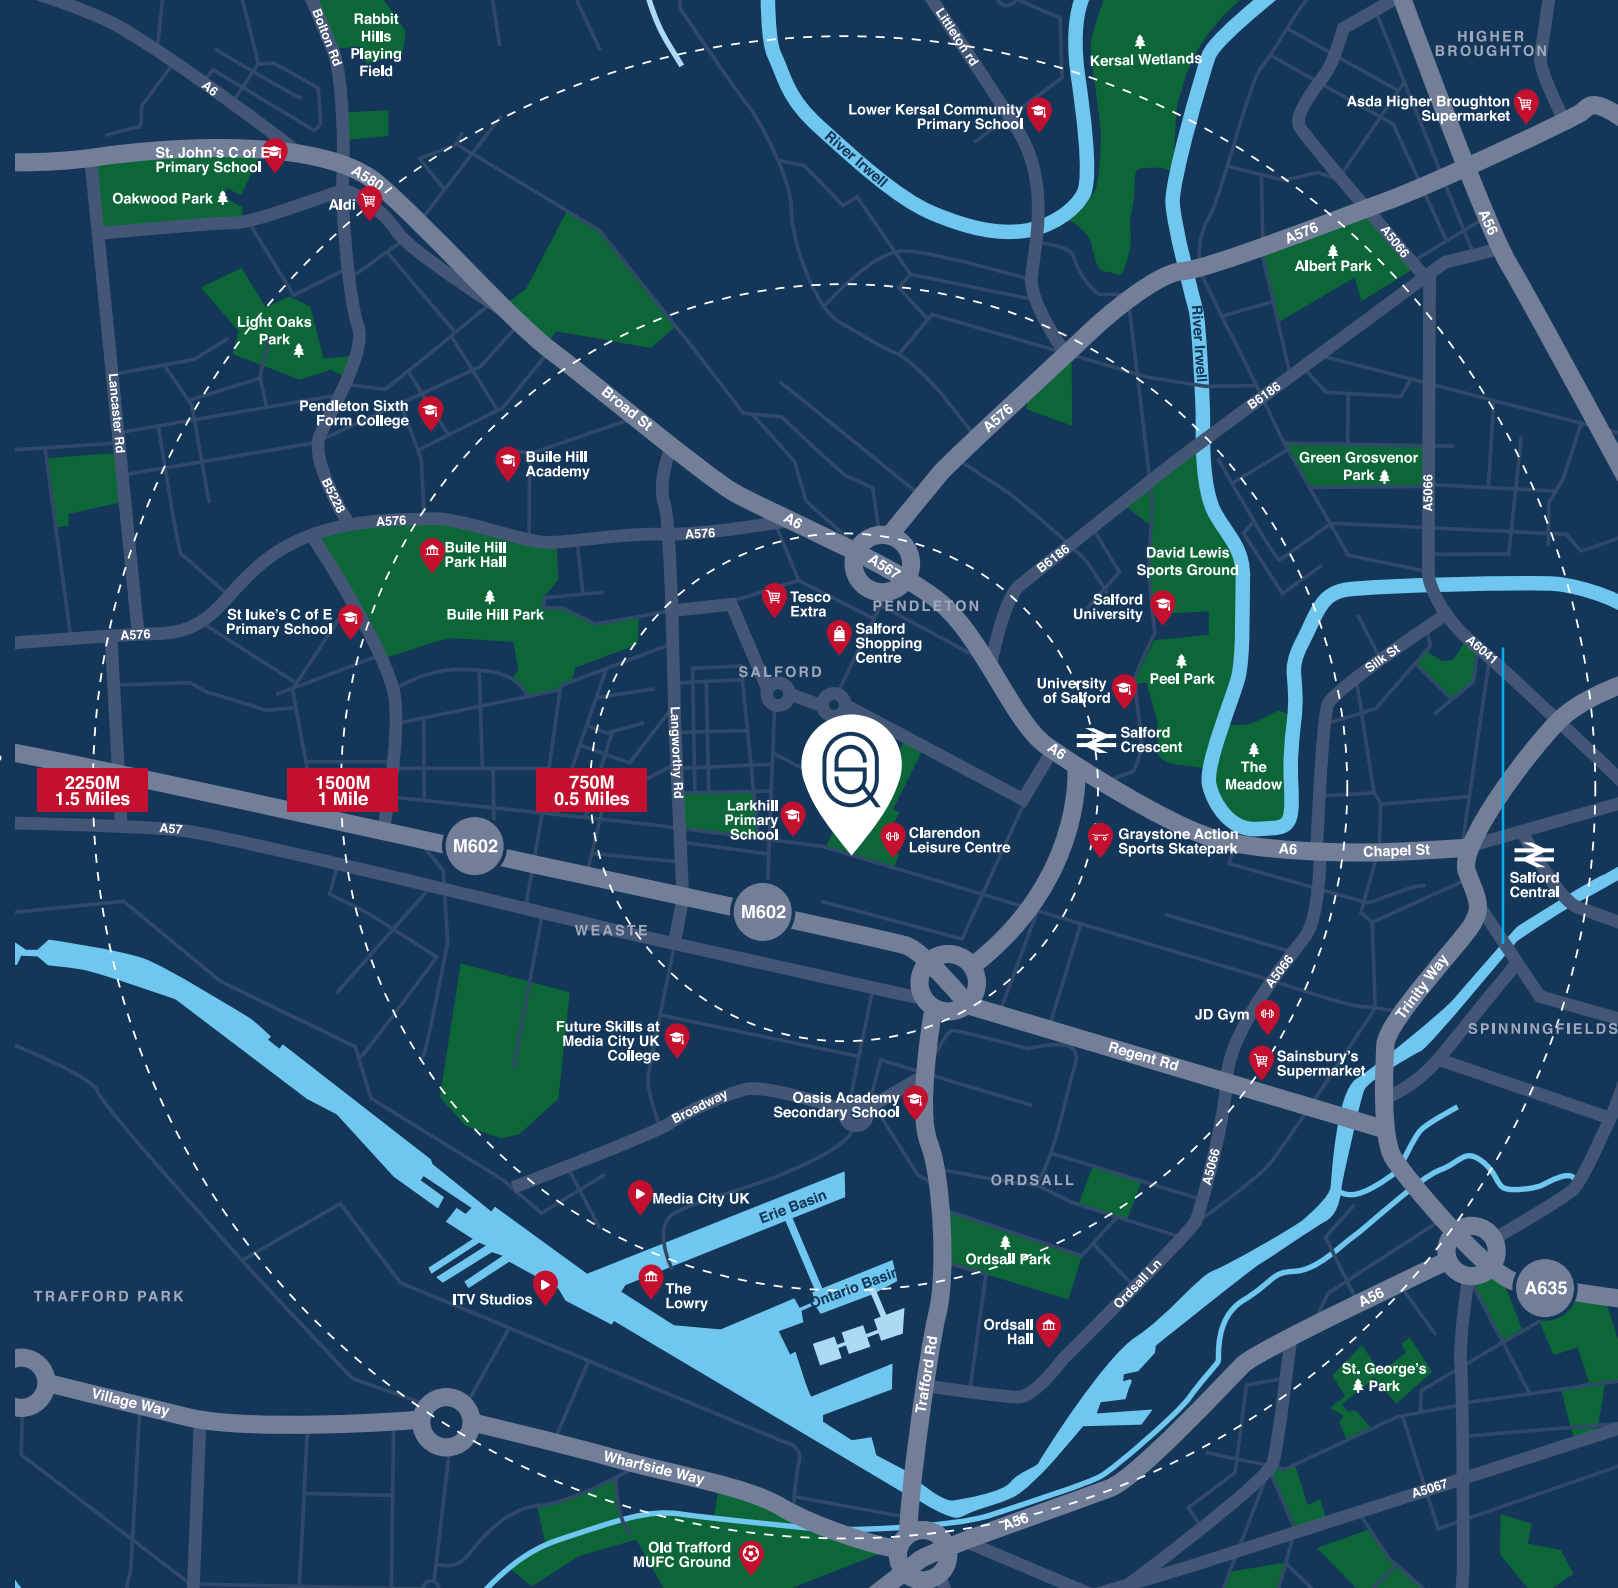 Rabbit
Hills
Playing
Field
Bolton Rd
A6
Littleton rd
Kersal Wetlands
HIGHER
BROUGHTON
Lower Kersal Community
Primary School
River Irwell
Asda Higher Broughton
Supermarket
St. John's C of E
Primary School
A580
Oakwood Park
Aldi
A576
A5066
A56
Albert Park
Light Oaks
Park
River Irwell
Lancaster Rd
Pendleton Sixth
Form College
Broad St
A576
B6186
Buile Hill
Academy
Green Grosvenor
Park
A5066
B5228
A576
A576
A6
A567
Buile Hill
Park Hall
B6186
David Lewis
Sports Ground
Buile Hill Park
Tesco
Extra
PENDLETON
Salford
University
St luke's C of E
Primary School
A576
Salford
Shopping
Centre
SALFORD
Silk St
A6041
Peel Park
University
of Salford
Langworthy Rd
A6
Salford
Crescent
The
Meadow
2250M
1.5 Miles
1500M
1 Mile
750M
0.5 Miles
Larkhill
Primary
School
Clarendon
Leisure Centre
Graystone Action
Sports Skatepark
A6
Chapel St
A57
M602
Salford
Central
M602
WEASTE
A5066
Trinity Way
JD Gym
SPINNINGFIELDS
Future Skills at
Media City UK
College
Regent Rd
Sainsbury's
Supermarket
Broadway
Oasis Academy
Secondary School
A5066
ORDSALL
Media City UK
Erie Basin
Ordsall Park
Ontario Basin
The
Lowry
ITV Studios
Ordsall Ln
A635
A56
TRAFFORD PARK
Ordsall
Hall
St. George's
Park
Trafford Rd
Village Way
Wharfside Way
A5067
A56
Old Trafford
MUFC Ground